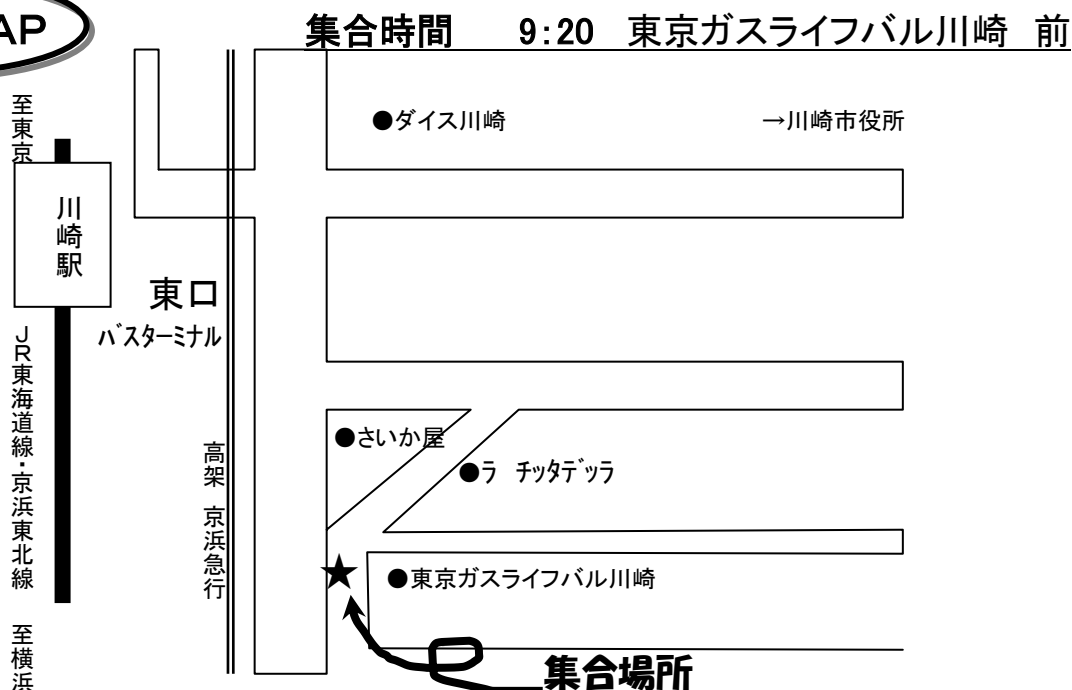 AP
集合時間 9:20 東京ガスライフバル川崎 前
至東京
●ダイス川崎
→川崎市役所
川崎駅
東口
バスターミナル
JR東海道線・京浜東北線
●さいか屋
高架 京浜急行
●ラ チッタデッラ
★
●東京ガスライフバル川崎
至横浜
集合場所